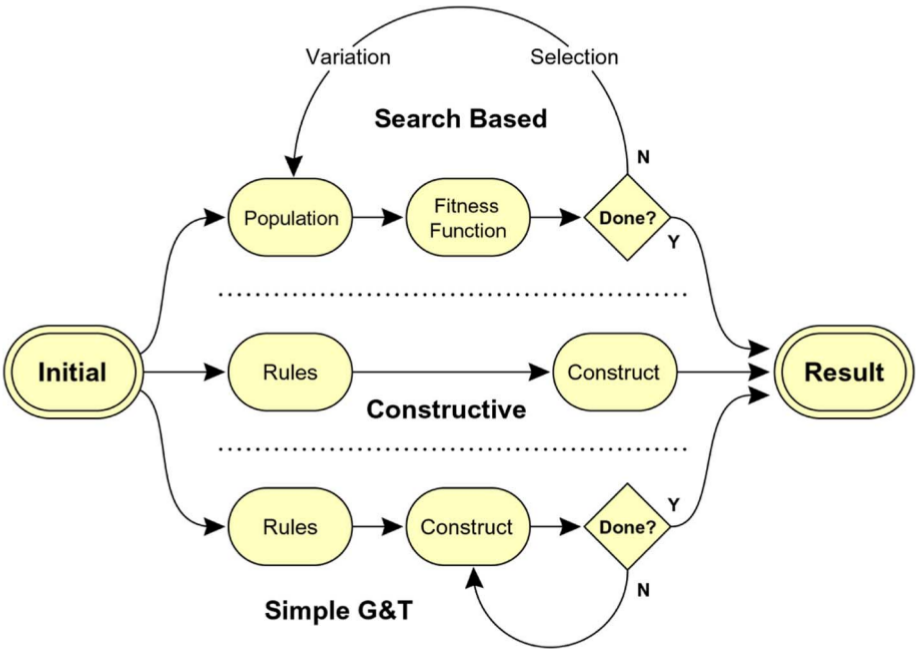 Variation
Selection
Search Based
N
Population
Fitness
Function
Done?
Y
Initial
Rules
Construct
Result
Constructive
Rules
Construct
Done?
Y
N
Simple G&T